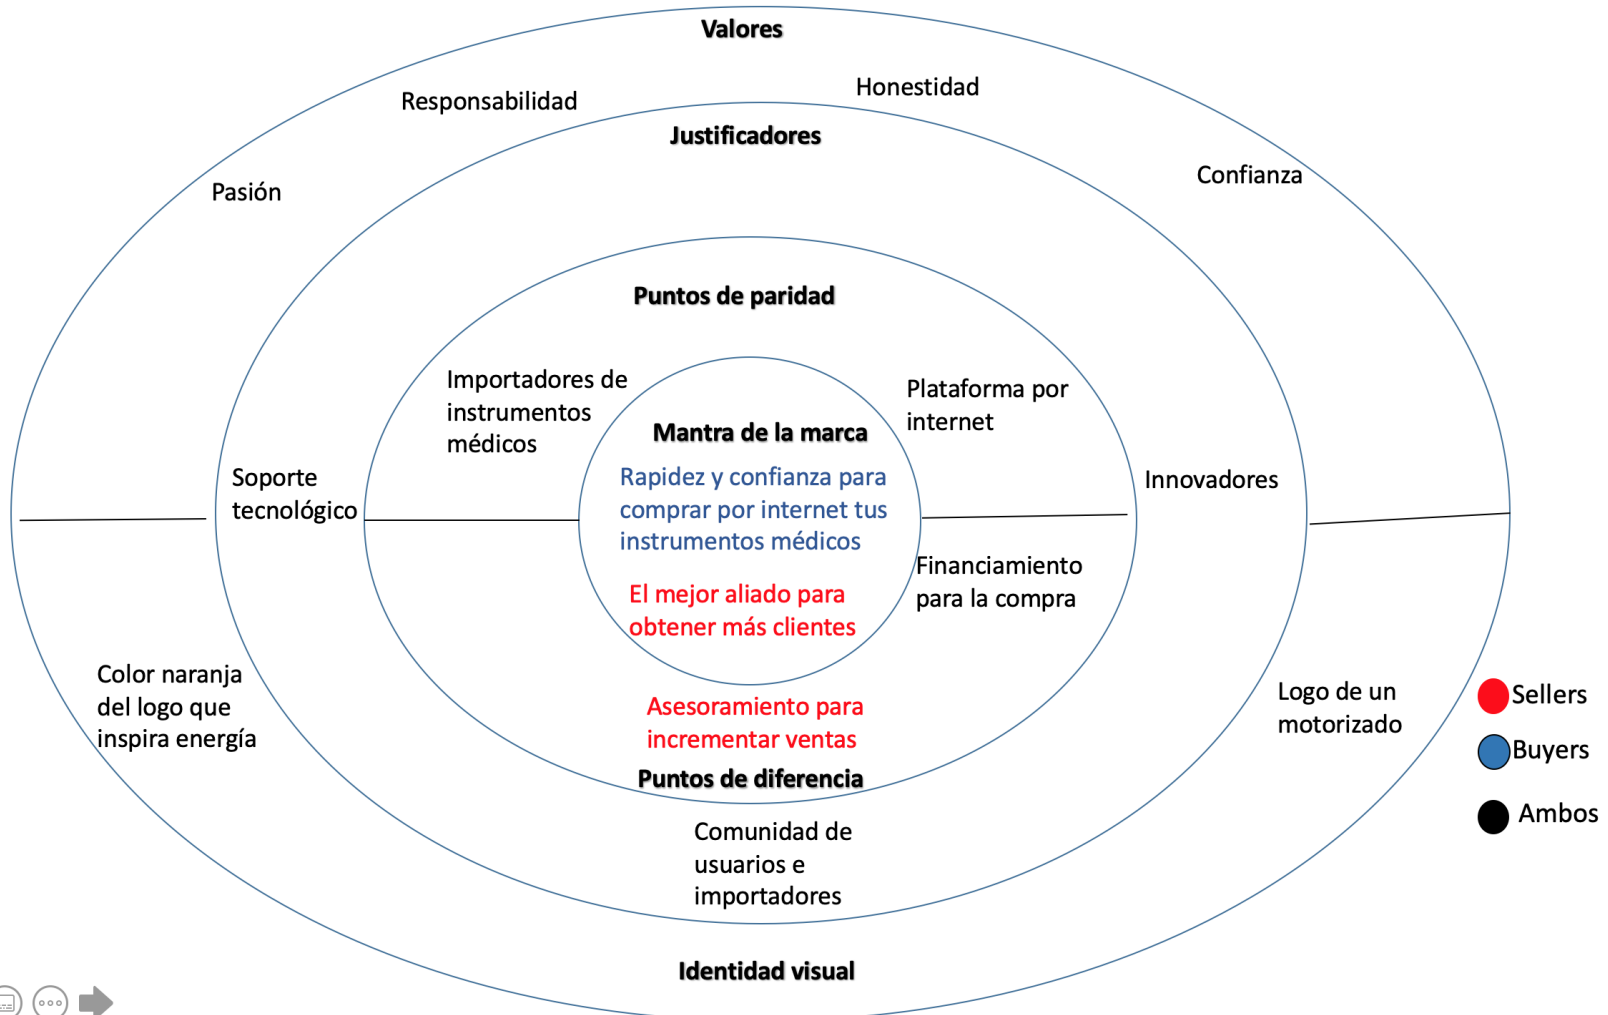 Valores
Responsabilidad
Honestidad
Justificadores
Pasión
Confianza
Puntos de paridad
Importadores de
instrumentos
médicos
Plataforma por
internet
Mantra de la marca
Rapidez y confianza para
comprar por internet tus
instrumentos médicos
El mejor aliado para
obtener más clientes
Soporte
tecnológico
Innovadores
Financiamiento
para la compra
Asesoramiento para
incrementar ventas
Puntos de diferencia
Color naranja
del logo que
inspira energía
Logo de un
motorizado
Comunidad de
usuarios e
importadores
Identidad visual
Sellers
Buyers
Ambos